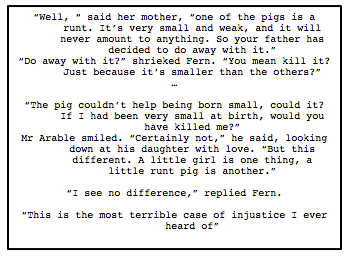 “Well, ” said her mother, “one of the pigs is a
runt. It’s very small and weak, and it will
never amount to anything. So your father has
decided to do away with it.”
“Do away with it?” shrieked Fern. “You mean kill it?
Just because it’s smaller than the others?”
…
“The pig couldn’t help being born small, could it?
If I had been very small at birth, would you
have killed me?”
Mr Arable smiled. “Certainly not,” he said, looking
down at his daughter with love. “But this
different. A little girl is one thing, a
little runt pig is another.”
“I see no difference,” replied Fern.
“This is the most terrible case of injustice I ever
heard of”